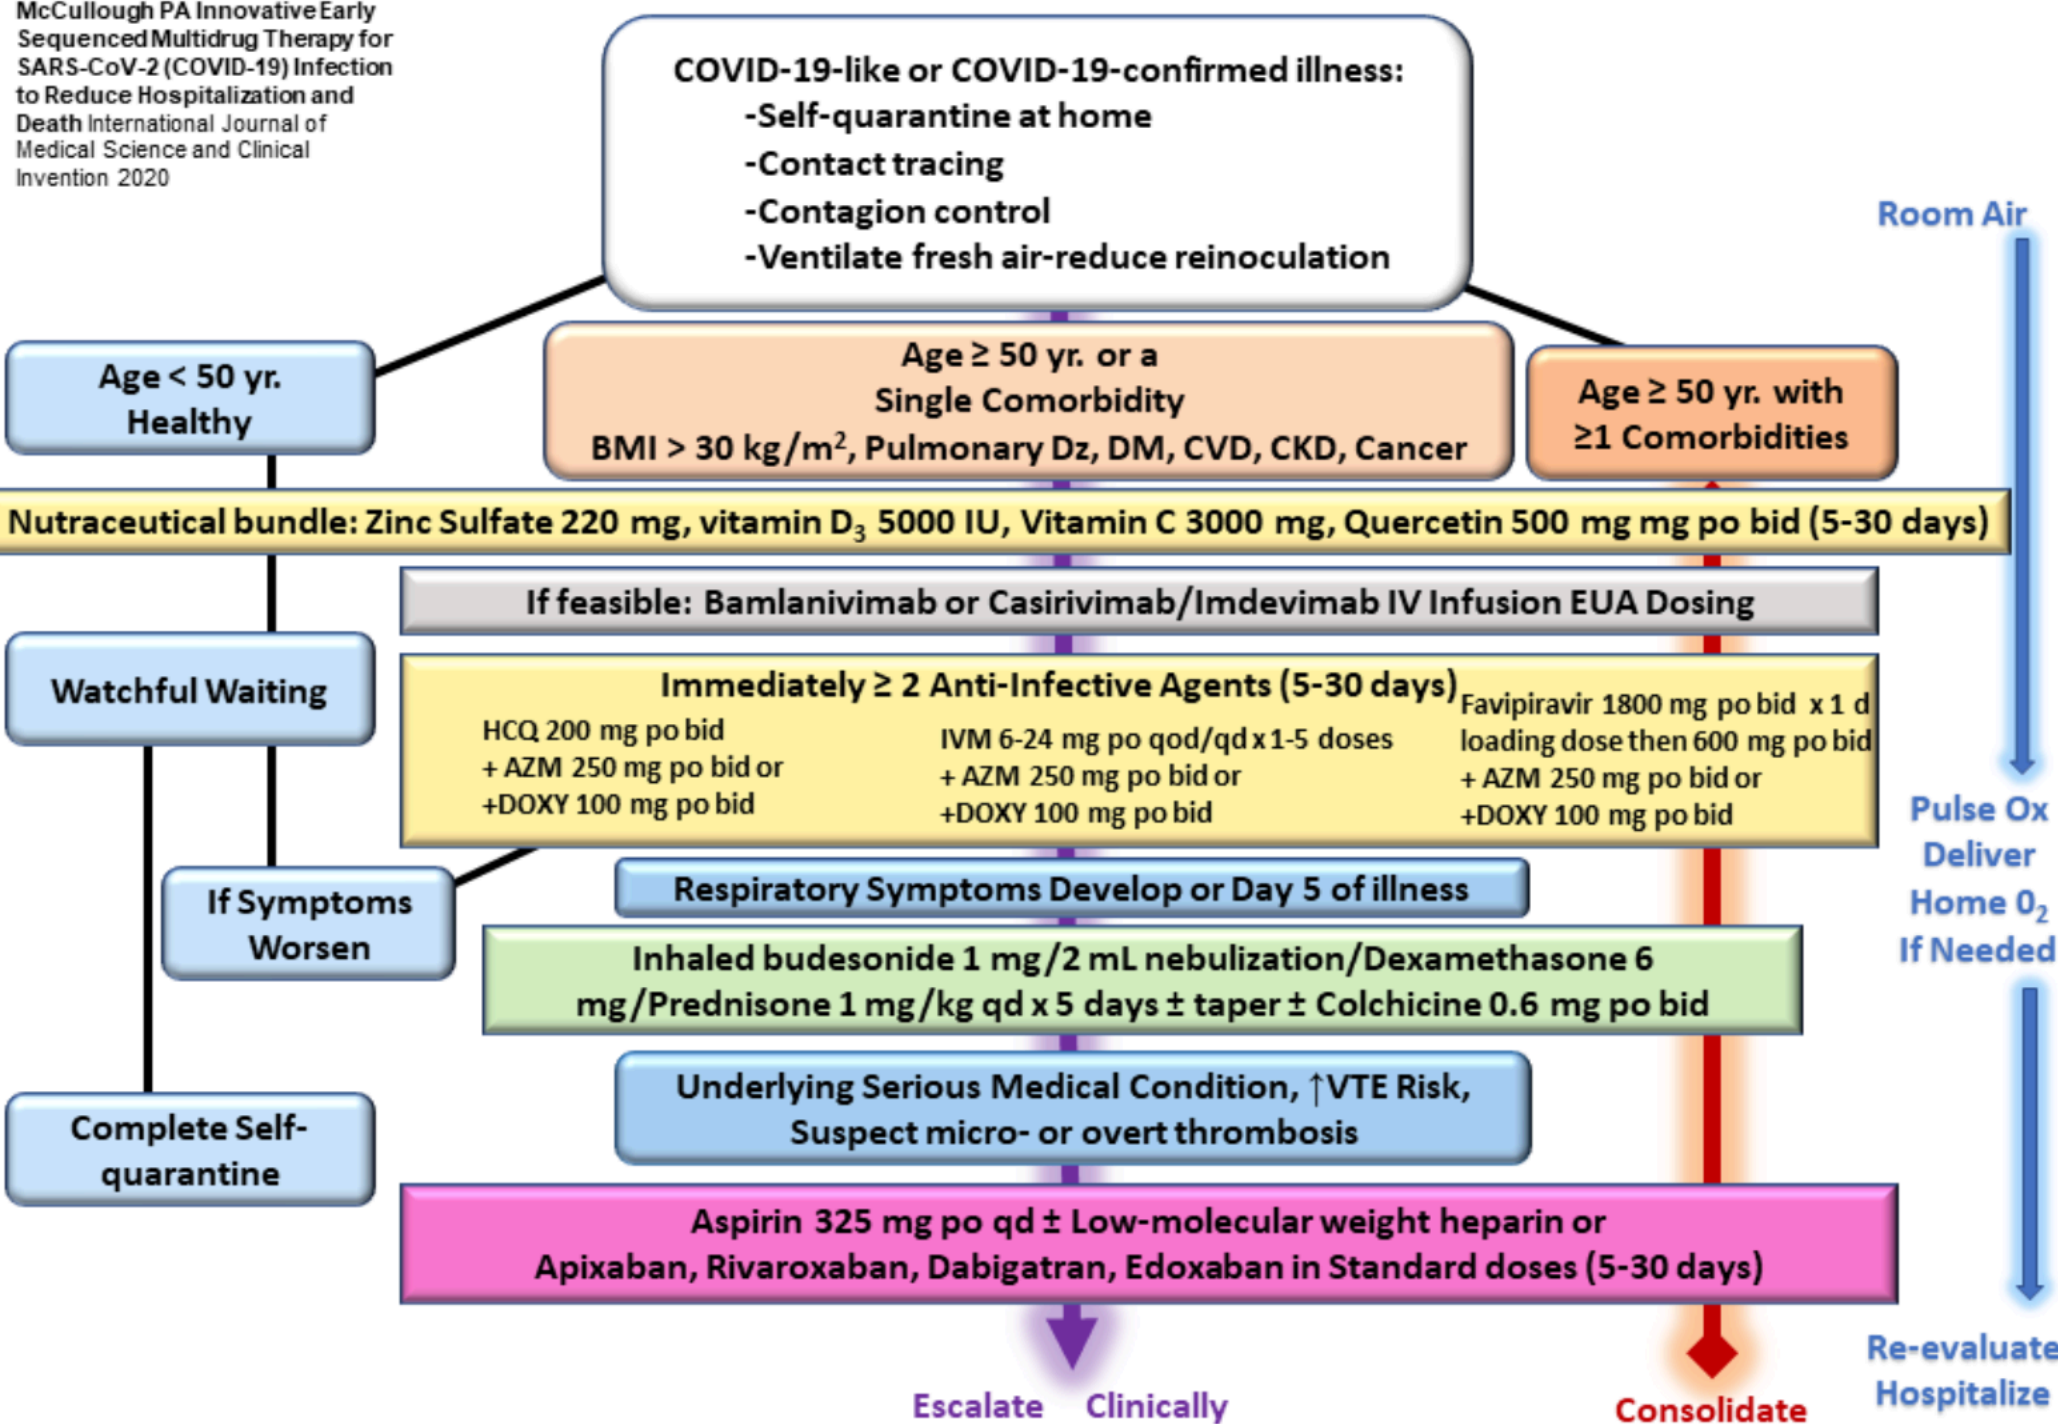 McCullough PA Innovative Early
Sequenced Multidrug Therapy for
SARS-CoV-2 (COVID-19) Infection
to Reduce Hospitalization and
Death International Journal of
Medical Science and Clinical
Invention 2020
COVID-19-like or COVID-19-confirmed illness:
-Self-quarantine at home
-Contact tracing
-Contagion control
-Ventilate fresh air-reduce reinoculation
Room Air
Age < 50 yr.
Healthy
Age ≥ 50 yr. or a
Single Comorbidity
BMI > 30 kg/m², Pulmonary Dz, DM, CVD, CKD, Cancer
Age ≥ 50 yr. with
≥1 Comorbidities
Nutraceutical bundle: Zinc Sulfate 220 mg, vitamin D₃ 5000 IU, Vitamin C 3000 mg, Quercetin 500 mg mg po bid (5-30 days)
If feasible: Bamlanivimab or Casirivimab/Imdevimab IV Infusion EUA Dosing
Watchful Waiting
Immediately ≥ 2 Anti-Infective Agents (5-30 days)
HCQ 200 mg po bid
+ AZM 250 mg po bid or
+DOXY 100 mg po bid
IVM 6-24 mg po qod/qd x 1-5 doses
+ AZM 250 mg po bid or
+DOXY 100 mg po bid
Favipiravir 1800 mg po bid x 1 d
loading dose then 600 mg po bid
+ AZM 250 mg po bid or
+DOXY 100 mg po bid
Pulse Ox
Deliver
Home 0₂
If Needed
If Symptoms
Worsen
Respiratory Symptoms Develop or Day 5 of illness
Inhaled budesonide 1 mg/2 mL nebulization/Dexamethasone 6
mg/Prednisone 1 mg/kg qd x 5 days ± taper ± Colchicine 0.6 mg po bid
Underlying Serious Medical Condition, ↑VTE Risk,
Suspect micro- or overt thrombosis
Complete Self-
quarantine
Aspirin 325 mg po qd ± Low-molecular weight heparin or
Apixaban, Rivaroxaban, Dabigatran, Edoxaban in Standard doses (5-30 days)
Re-evaluate
Hospitalize
Escalate Clinically
Consolidate